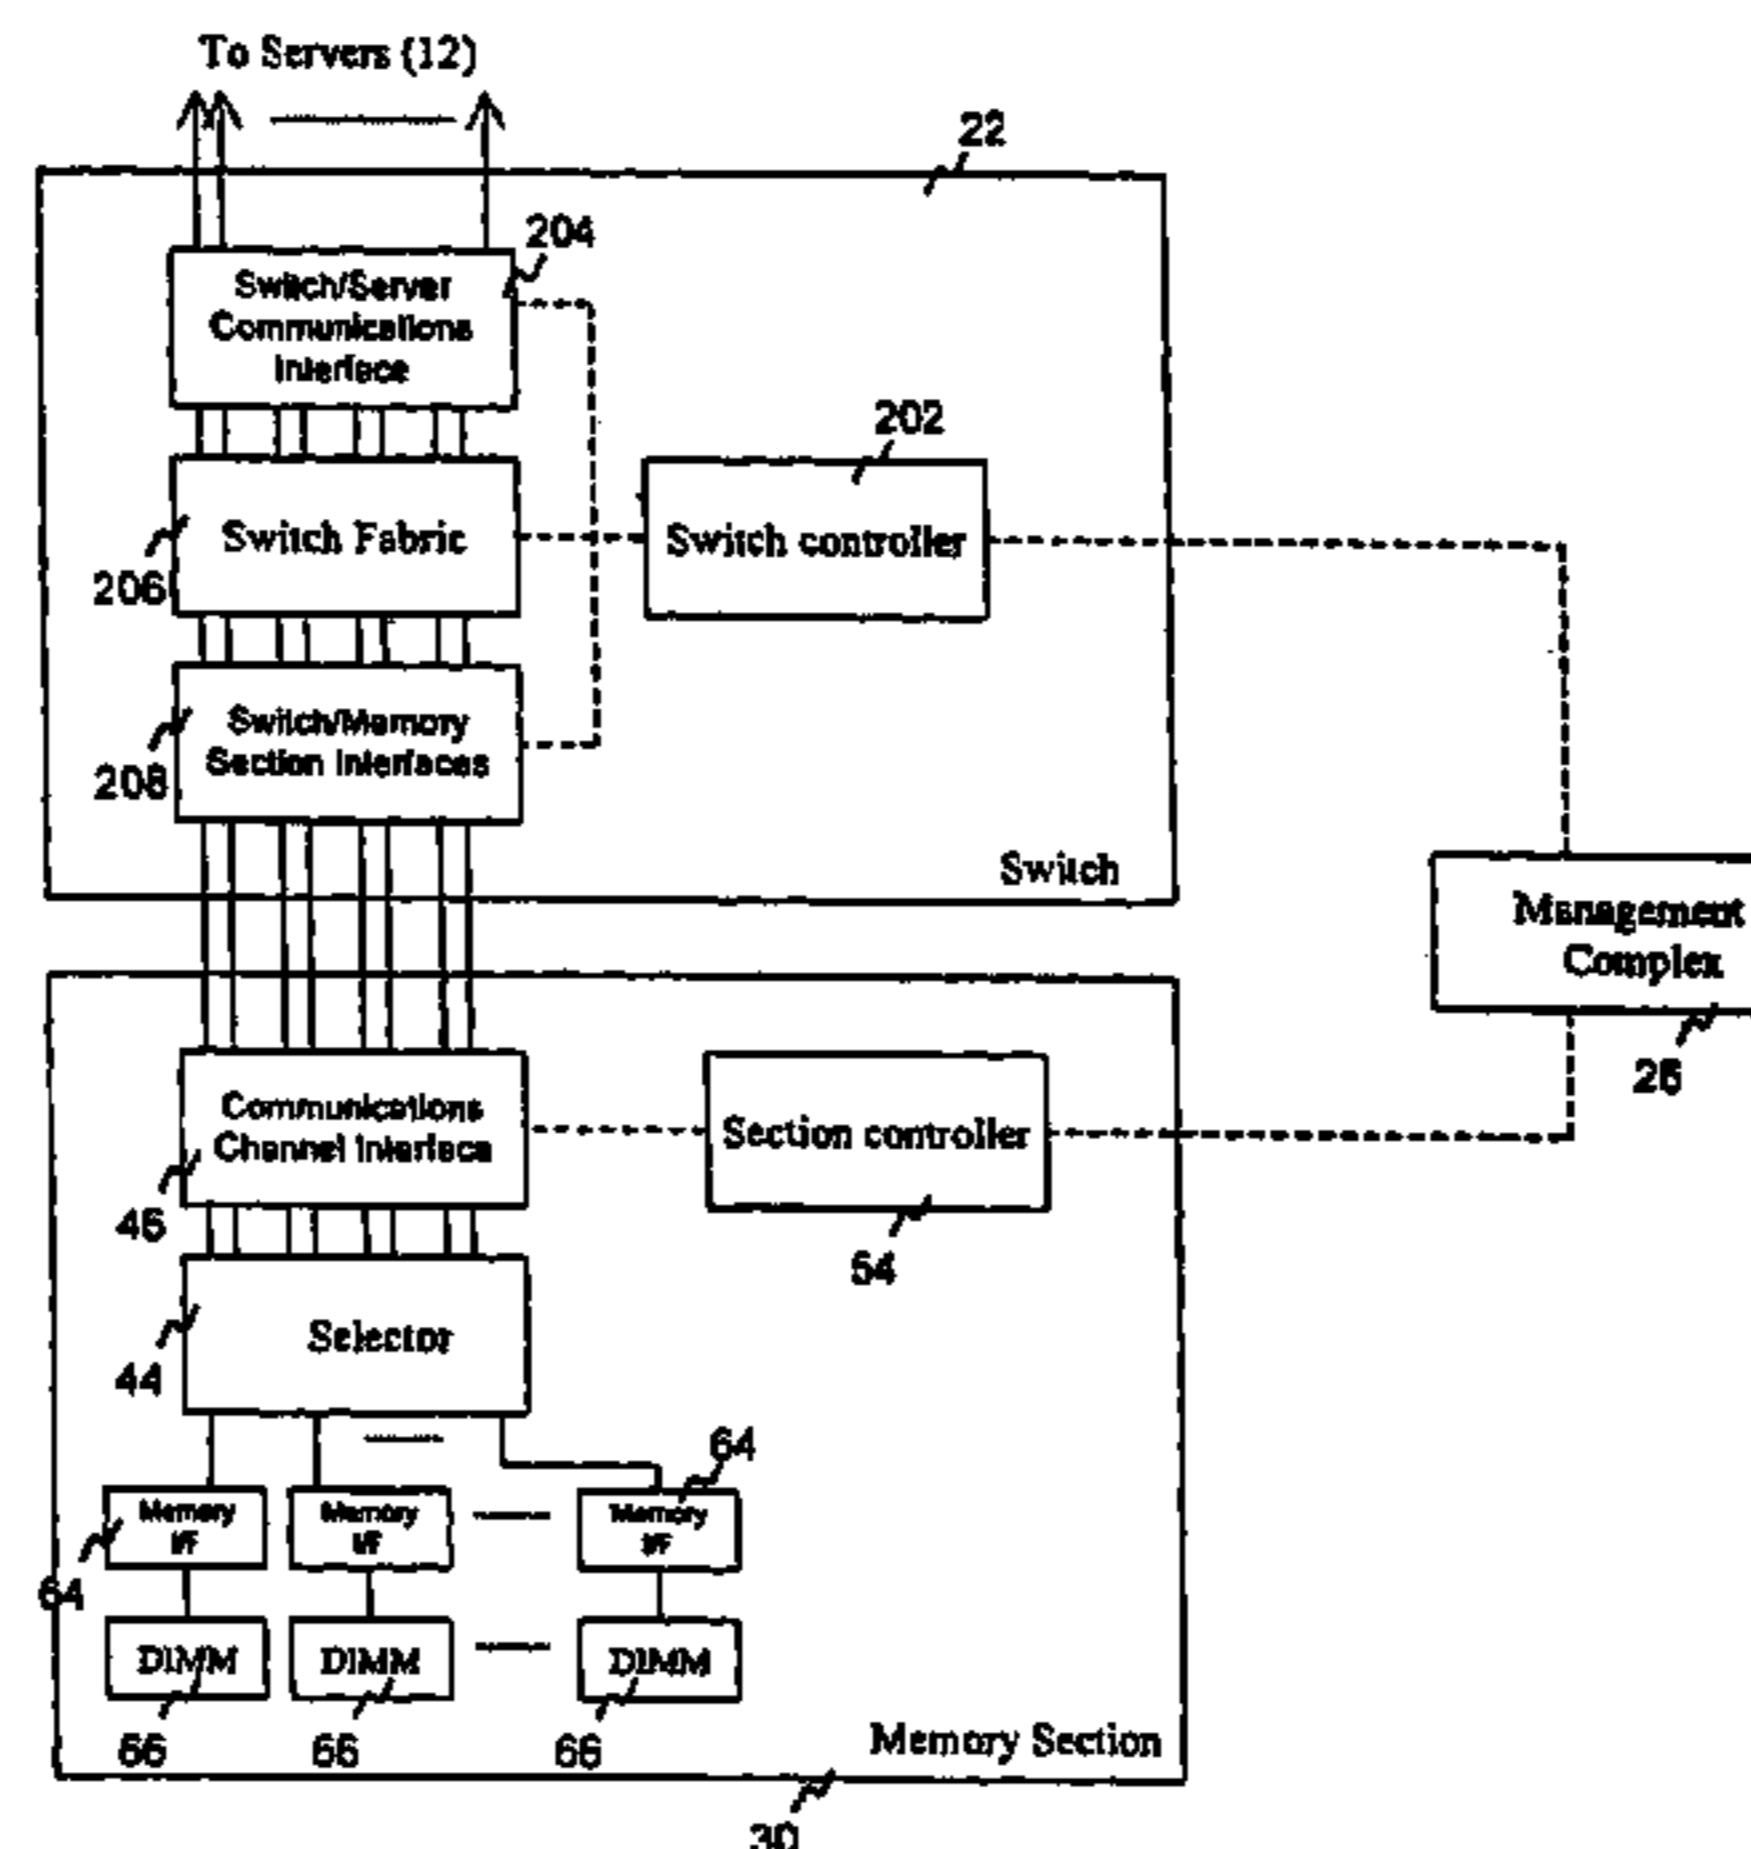 To Servers (12)
22
204
Switch/Server
Communications
Interface
202
Switch Fabric
Switch controller
206
Switch/Memory
Section Interfaces
208
Switch
Management
Complex
26
Communications
Channel Interface
Section controller
46
54
Selector
44
64
Memory
I/F
Memory
I/F
Memory
I/F
64
DIMM
DIMM
DIMM
66
66
66
Memory Section
30